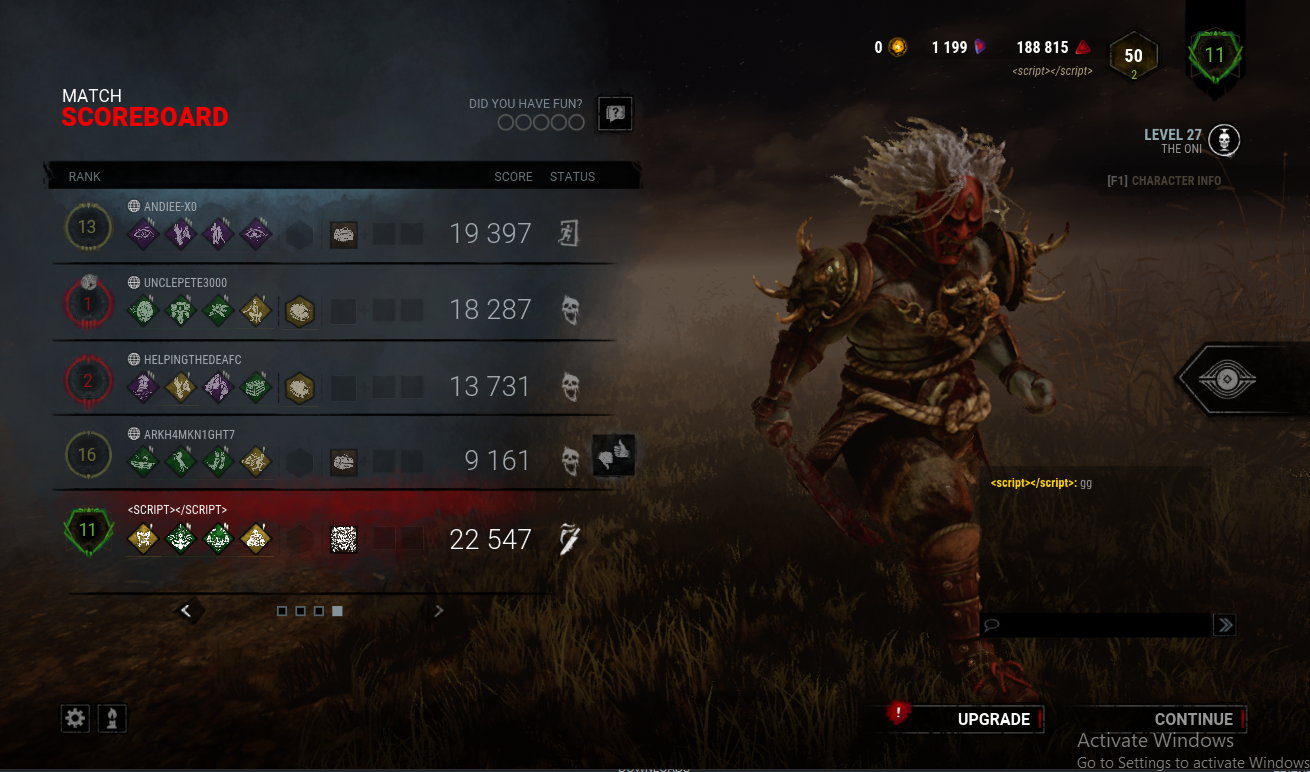 0
1 199
188 815
<script></script>
50
2
11
MATCH
SCOREBOARD
DID YOU HAVE FUN?
LEVEL 27
THE ONI
[F1] CHARACTER INFO
RANK
SCORE
STATUS
13
ANDIEE-X0
19 397
1
UNCLEPETE3000
18 287
2
HELPINGTHEDEAFC
13 731
16
ARKH4MKN1GHT7
9 161
11
<SCRIPT></SCRIPT>
22 547
<script></script>: gg
!
UPGRADE
CONTINUE
Activate Windows
Go to Settings to activate Windows